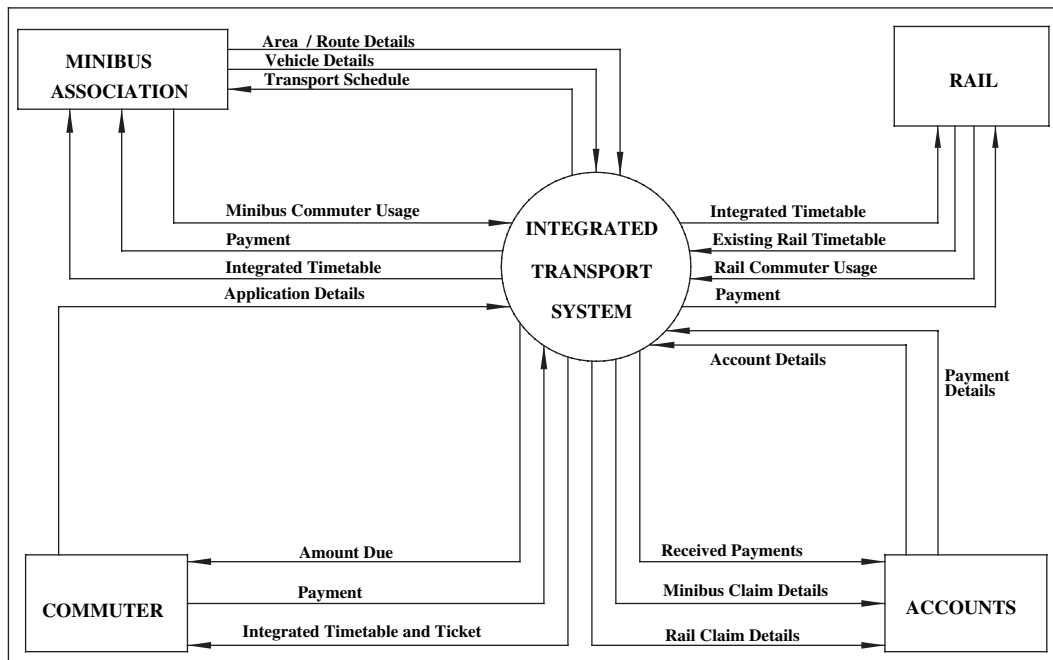 MINIBUS
ASSOCIATION
Area / Route Details
Vehicle Details
Transport Schedule
RAIL
Minibus Commuter Usage
Payment
Integrated Timetable
Application Details
INTEGRATED
TRANSPORT
SYSTEM
Integrated Timetable
Existing Rail Timetable
Rail Commuter Usage
Payment
Account Details
Payment
Details
COMMUTER
Amount Due
Payment
Integrated Timetable and Ticket
Received Payments
Minibus Claim Details
Rail Claim Details
ACCOUNTS